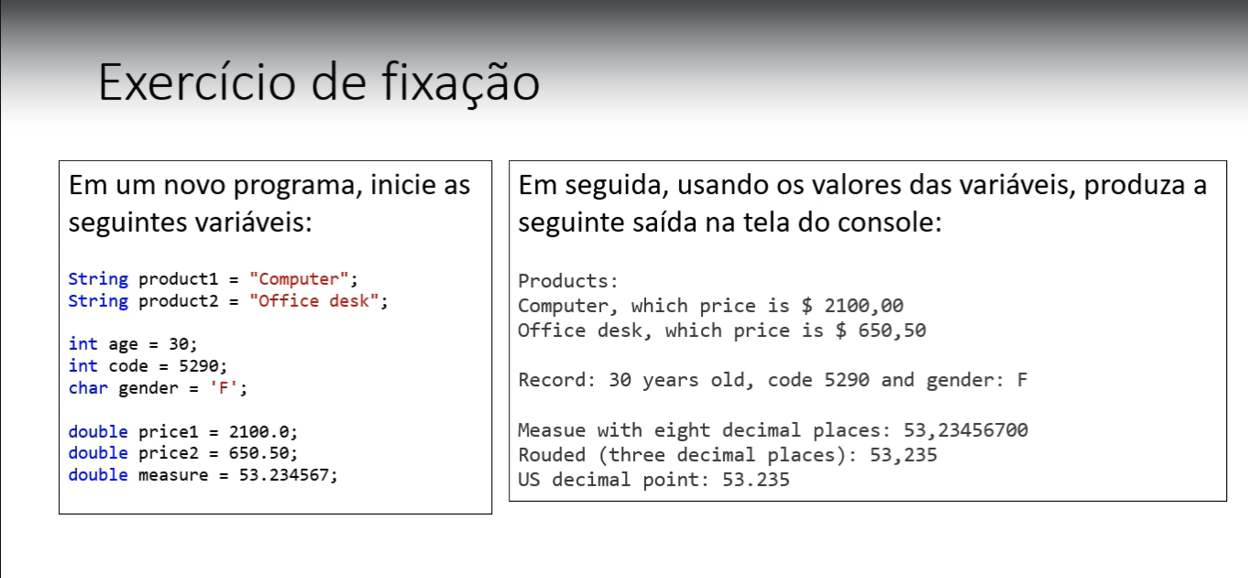 Exercício de fixação
Em um novo programa, inicie as
seguintes variáveis:
String product1 = "Computer";
String product2 = "Office desk";
int age = 30;
int code = 5290;
char gender = 'F';
double price1 = 2100.0;
double price2 = 650.50;
double measure = 53.234567;
Em seguida, usando os valores das variáveis, produza a
seguinte saída na tela do console:
Products:
Computer, which price is $ 2100,00
Office desk, which price is $ 650,50
Record: 30 years old, code 5290 and gender: F
Measue with eight decimal places: 53,23456700
Rouded (three decimal places): 53,235
US decimal point: 53.235